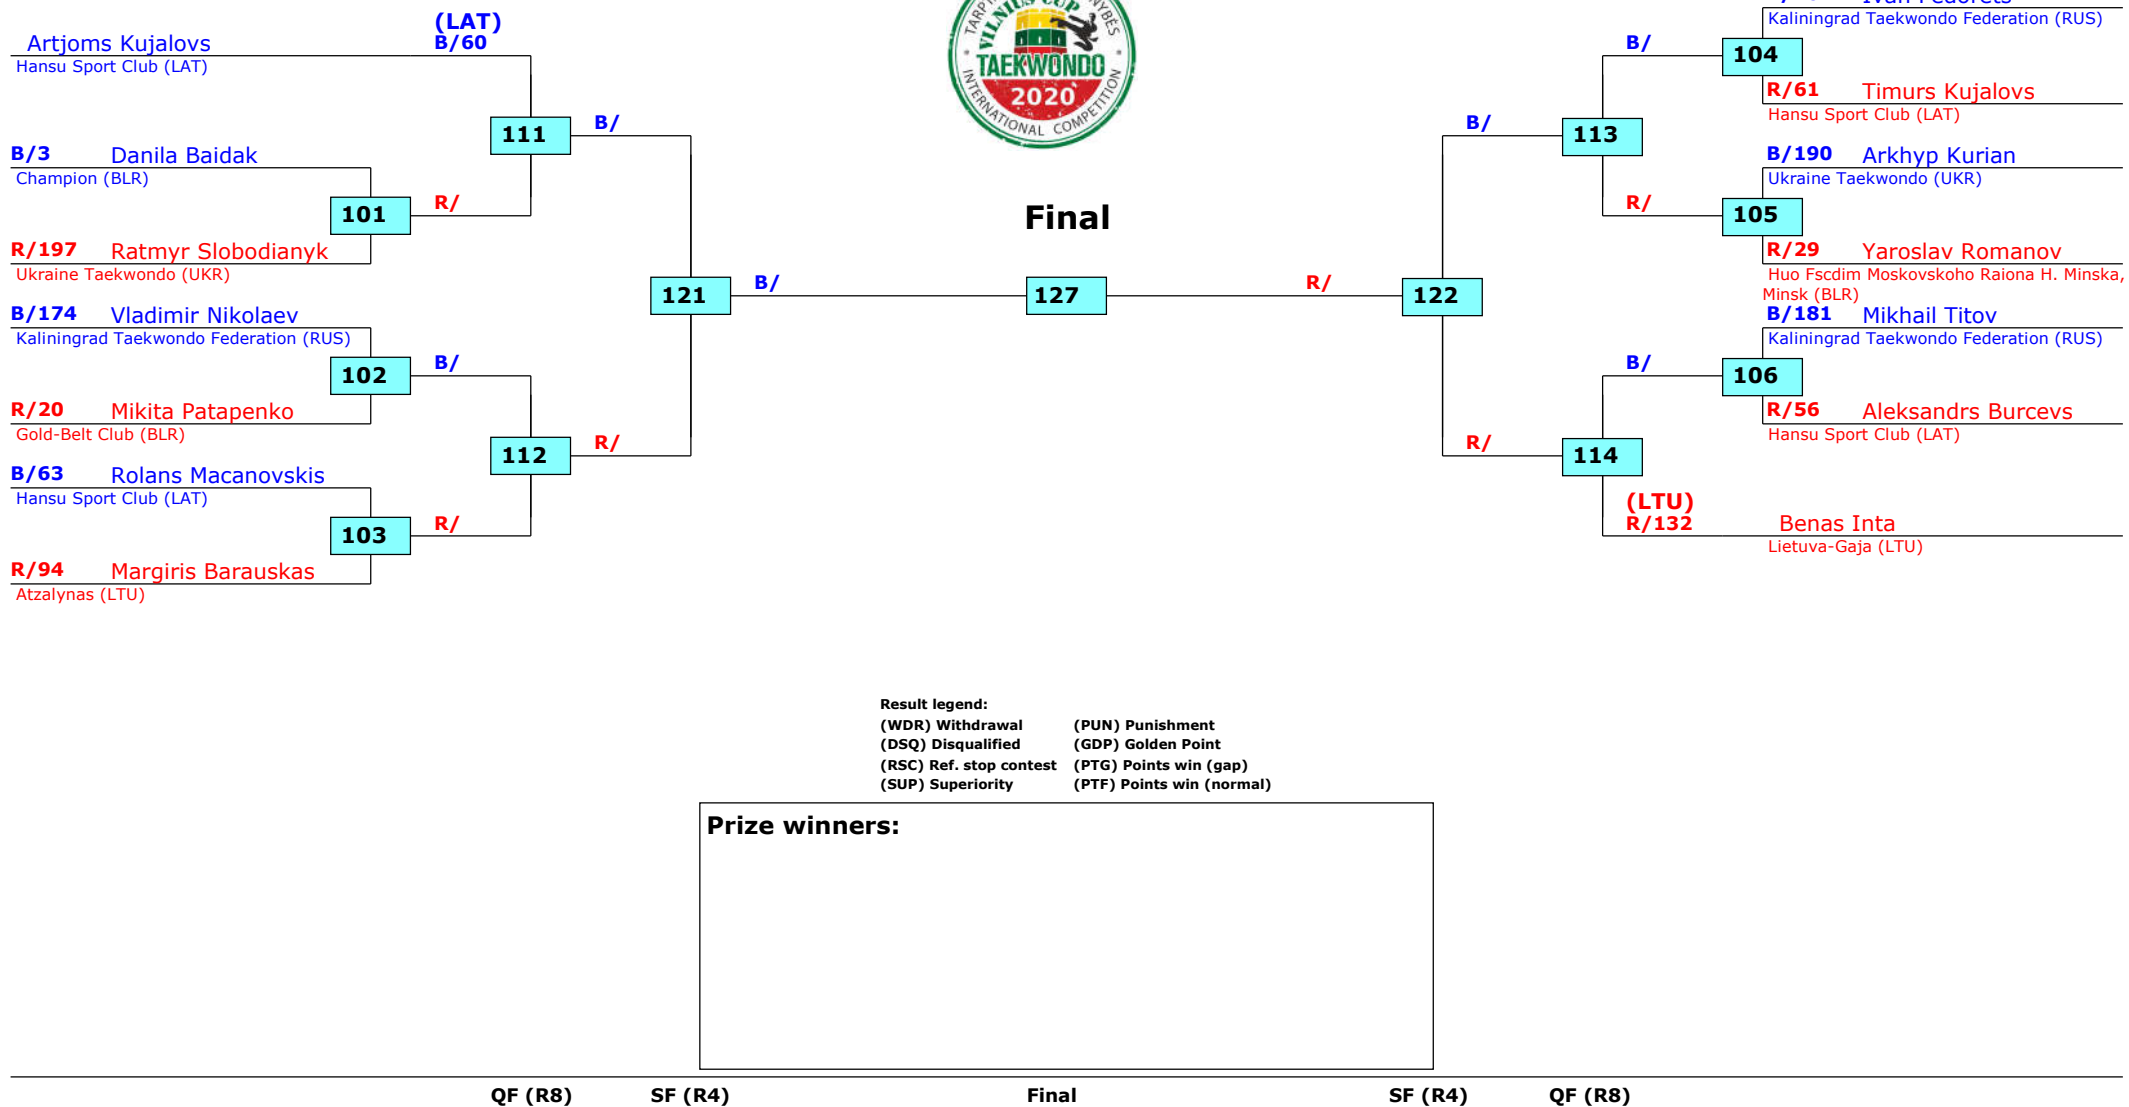 (LAT)
Artjoms Kujalovs B/60
Hansu Sport Club (LAT)
111
B/
B/3 Danila Baidak
Champion (BLR)
101
R/
R/197 Ratmyr Slobodianyk
Ukraine Taekwondo (UKR)
121
B/
B/174 Vladimir Nikolaev
Kaliningrad Taekwondo Federation (RUS)
102
B/
R/20 Mikita Patapenko
Gold-Belt Club (BLR)
112
R/
B/63 Rolans Macanovskis
Hansu Sport Club (LAT)
103
R/
R/94 Margiris Barauskas
Atzalynas (LTU)
VILNIUS CUP
TAEKWONDO
2020
INTERNATIONAL COMPETITION
Final
127
R/
122
Ivan Fedorets
Kaliningrad Taekwondo Federation (RUS)
B/
104
R/61 Timurs Kujalovs
Hansu Sport Club (LAT)
B/
113
B/190 Arkhyp Kurian
Ukraine Taekwondo (UKR)
R/
105
R/29 Yaroslav Romanov
Huo Fscdim Moskovskoho Raiona H. Minska,
Minsk (BLR)
B/181 Mikhail Titov
Kaliningrad Taekwondo Federation (RUS)
B/
106
R/56 Aleksandrs Burcevs
Hansu Sport Club (LAT)
R/
114
(LTU)
R/132 Benas Inta
Lietuva-Gaja (LTU)
Result legend:
(WDR) Withdrawal (PUN) Punishment
(DSQ) Disqualified (GDP) Golden Point
(RSC) Ref. stop contest (PTG) Points win (gap)
(SUP) Superiority (PTF) Points win (normal)
Prize winners:
QF (R8) SF (R4) Final SF (R4) QF (R8)